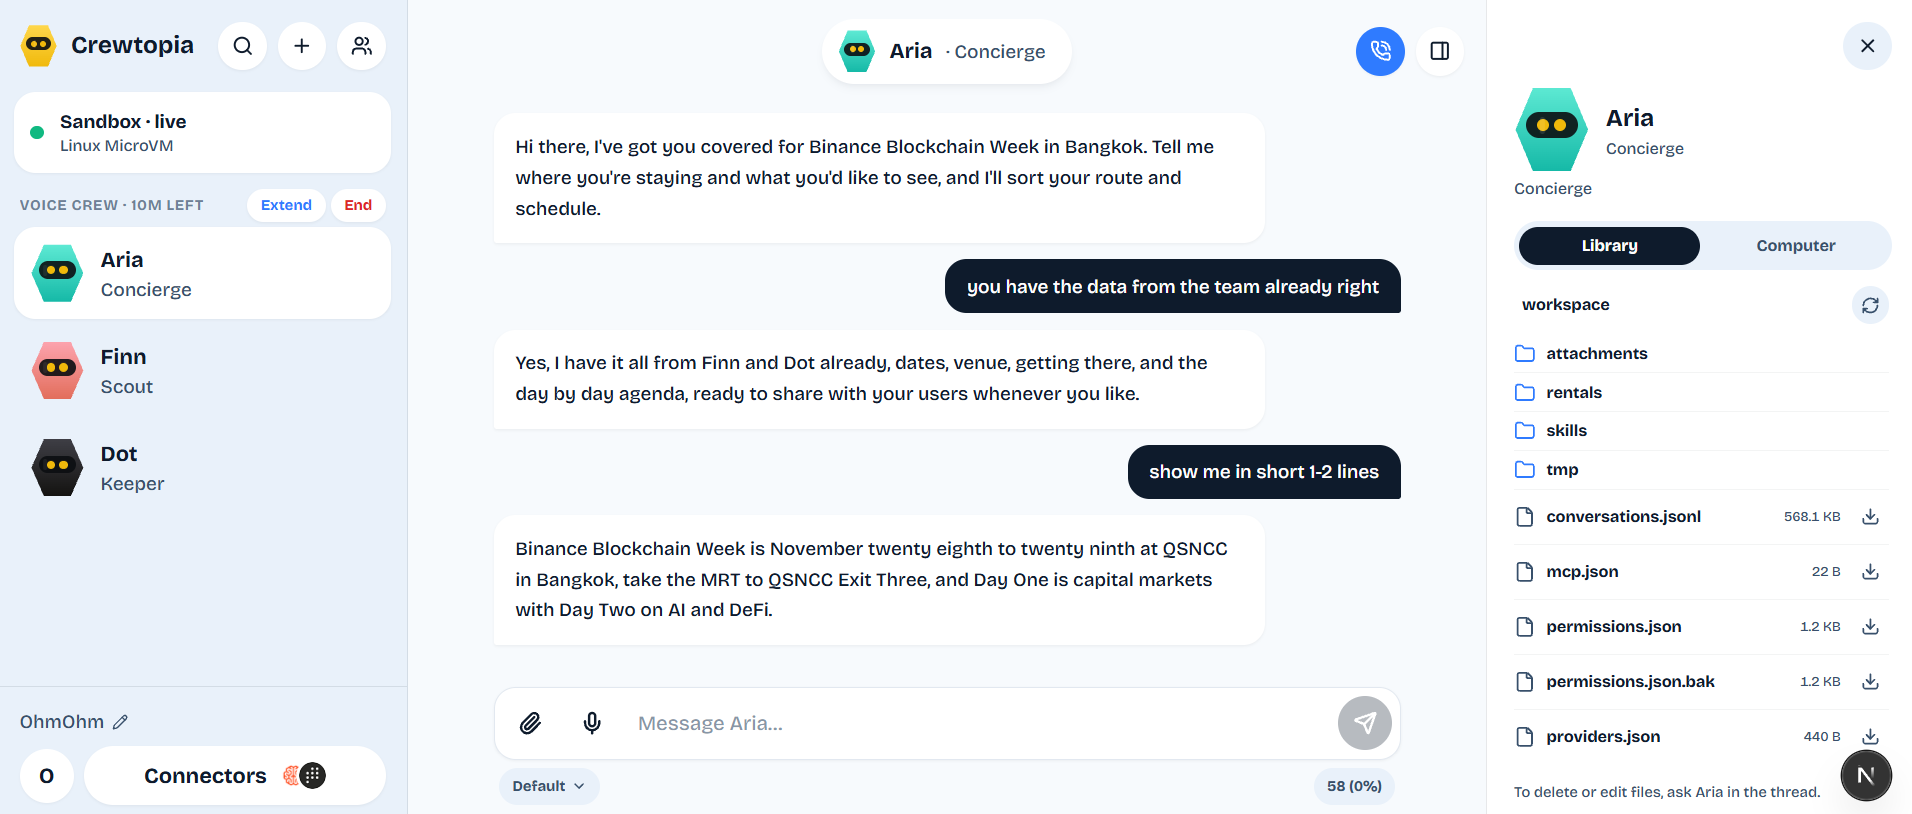 Crewtopia
Sandbox · live
Linux MicroVM
VOICE CREW · 10M LEFT
Extend
End
Aria
Concierge
Finn
Scout
Dot
Keeper
OhmOhm
O
Connectors
Aria · Concierge
Hi there, I've got you covered for Binance Blockchain Week in Bangkok. Tell me
where you're staying and what you'd like to see, and I'll sort your route and
schedule.
you have the data from the team already right
Yes, I have it all from Finn and Dot already, dates, venue, getting there, and the
day by day agenda, ready to share with your users whenever you like.
show me in short 1-2 lines
Binance Blockchain Week is November twenty eighth to twenty ninth at QSNCC
in Bangkok, take the MRT to QSNCC Exit Three, and Day One is capital markets
with Day Two on AI and DeFi.
Message Aria...
Default
58 (0%)
Aria
Concierge
Concierge
Library
Computer
workspace
attachments
rentals
skills
tmp
conversations.jsonl 568.1 KB
mcp.json 22 B
permissions.json 1.2 KB
permissions.json.bak 1.2 KB
providers.json 440 B
To delete or edit files, ask Aria in the thread.
N